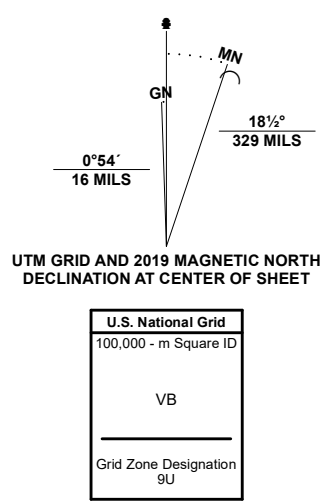 MN
GN
18½°
329 MILS
0°54´
16 MILS
UTM GRID AND 2019 MAGNETIC NORTH
DECLINATION AT CENTER OF SHEET
U.S. National Grid
100,000 - m Square ID
VB
Grid Zone Designation
9U